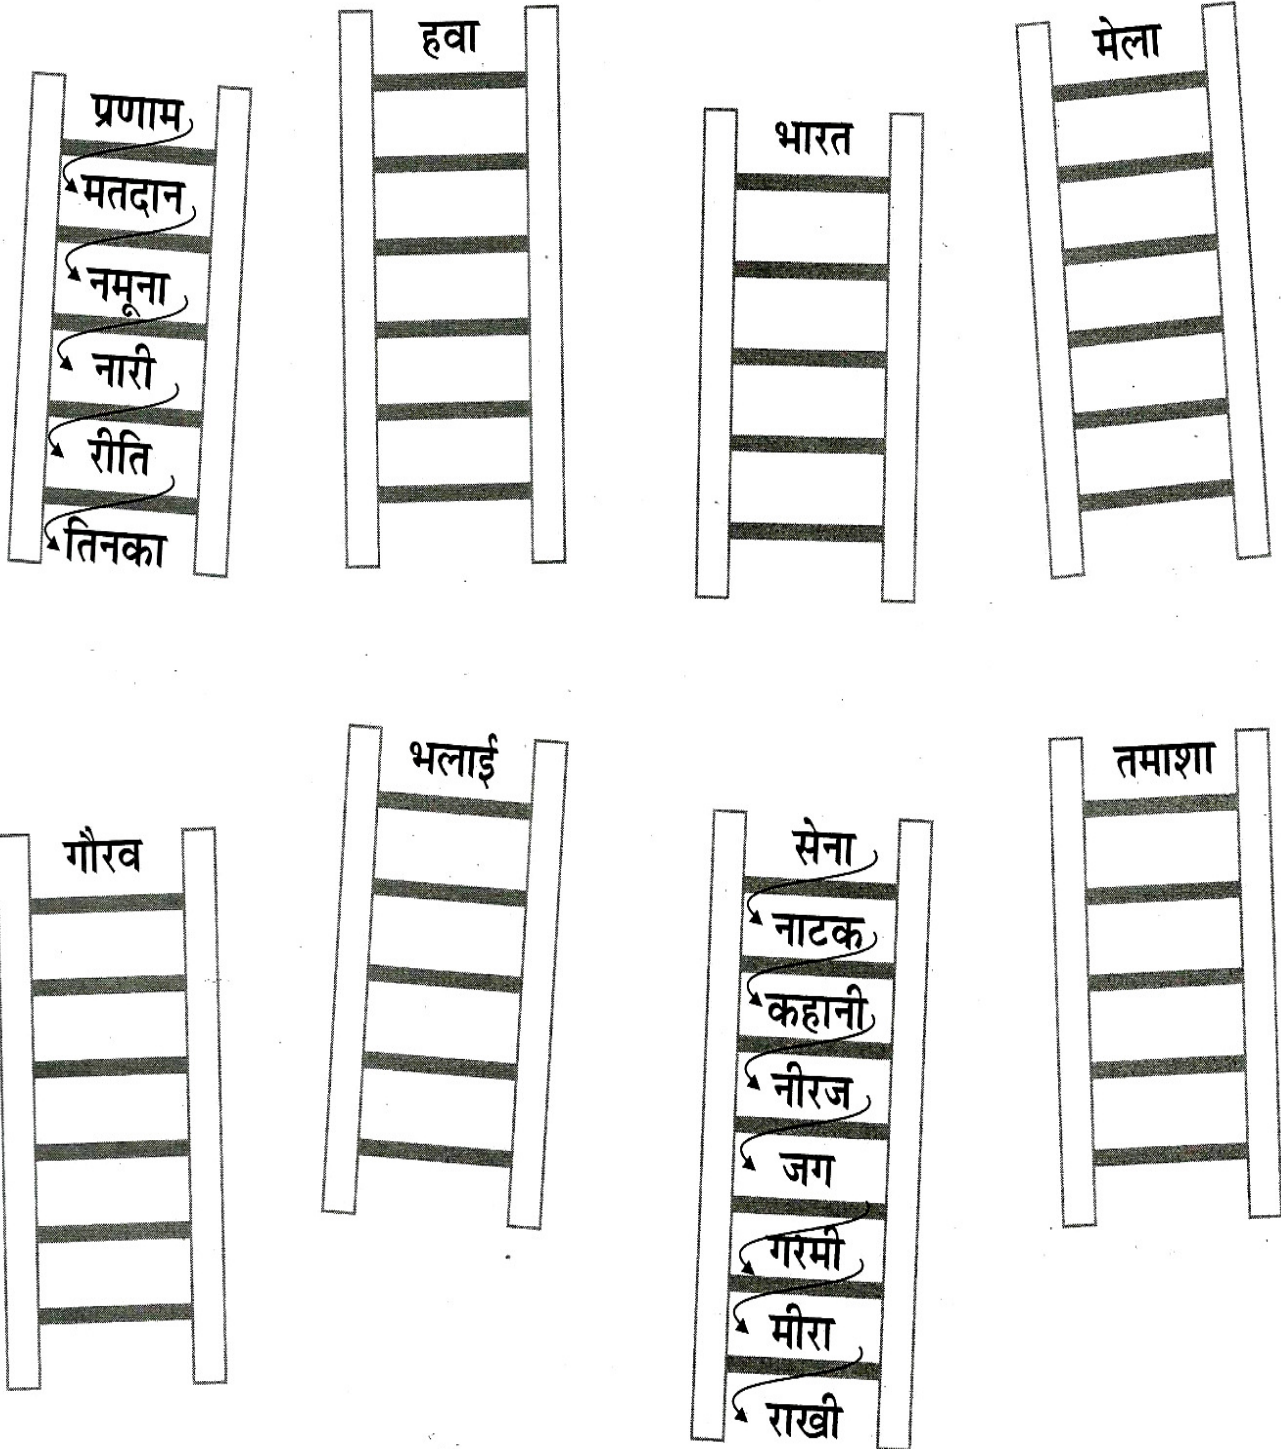 प्रणाम
मतदान
नमूना
नारी
रीति
तिनका
हवा
भारत
मेला
गौरव
भलाई
सेना
नाटक
कहानी
नीरज
जग
गरमी
मीरा
राखी
तमाशा